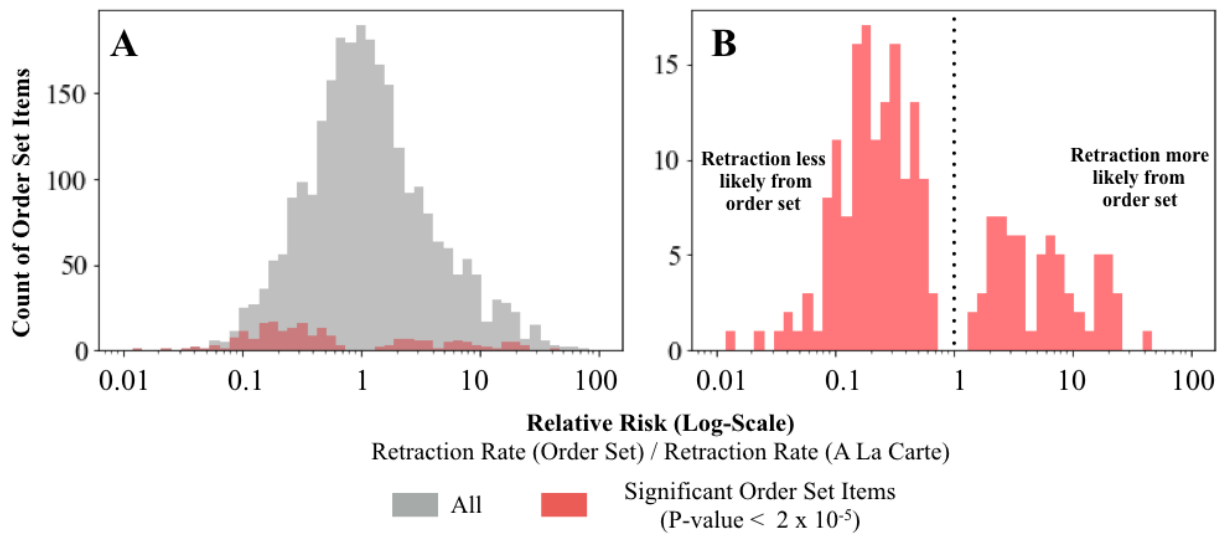 A
B
Count of Order Set Items
150
100
50
0
15
10
5
0
Retraction less
likely from
order set
Retraction more
likely from
order set
0.01 0.1 1 10 100
0.01 0.1 1 10 100
Relative Risk (Log-Scale)
Retraction Rate (Order Set) / Retraction Rate (A La Carte)
All
Significant Order Set Items
(P-value < 2 x 10⁻⁵)